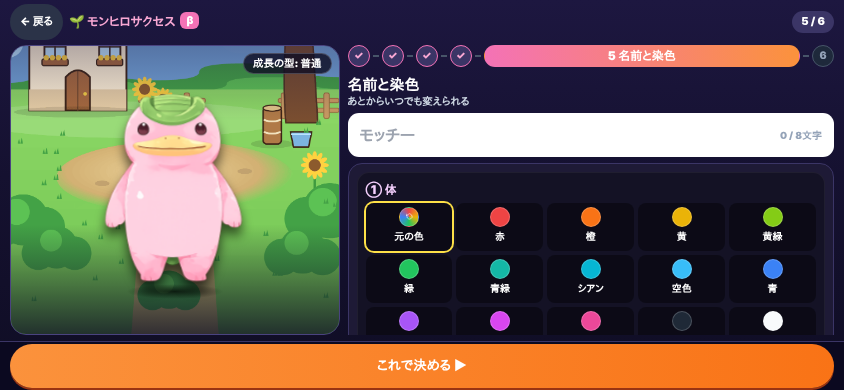 ← 戻る
🌱 モンヒロサクセス β
5 / 6
成長の型: 普通
5 名前と染色
6
名前と染色
あとからいつでも変えられる
モッチー
0 / 8文字
① 体
元の色
赤
橙
黄
黄緑
緑
青緑
シアン
空色
青
これで決める ▶